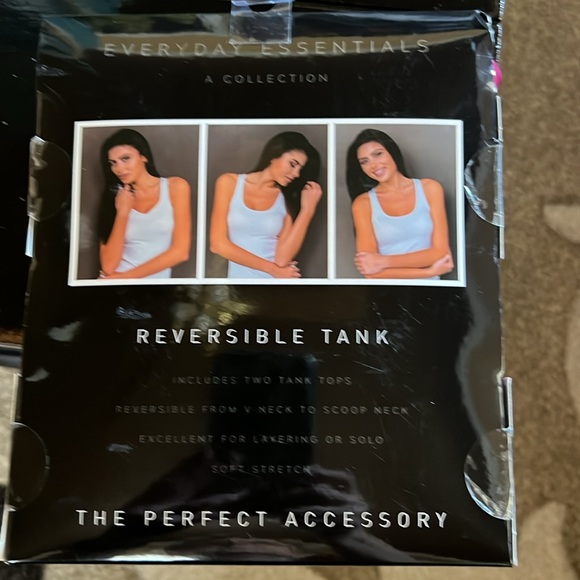 EVERYDAY ESSENTIALS
A COLLECTION
REVERSIBLE TANK
INCLUDES TWO TANK TOPS
REVERSIBLE FROM V-NECK TO SCOOP NECK
EXCELLENT FOR LAYERING OR SOLO
SOFT STRETCH
THE PERFECT ACCESSORY